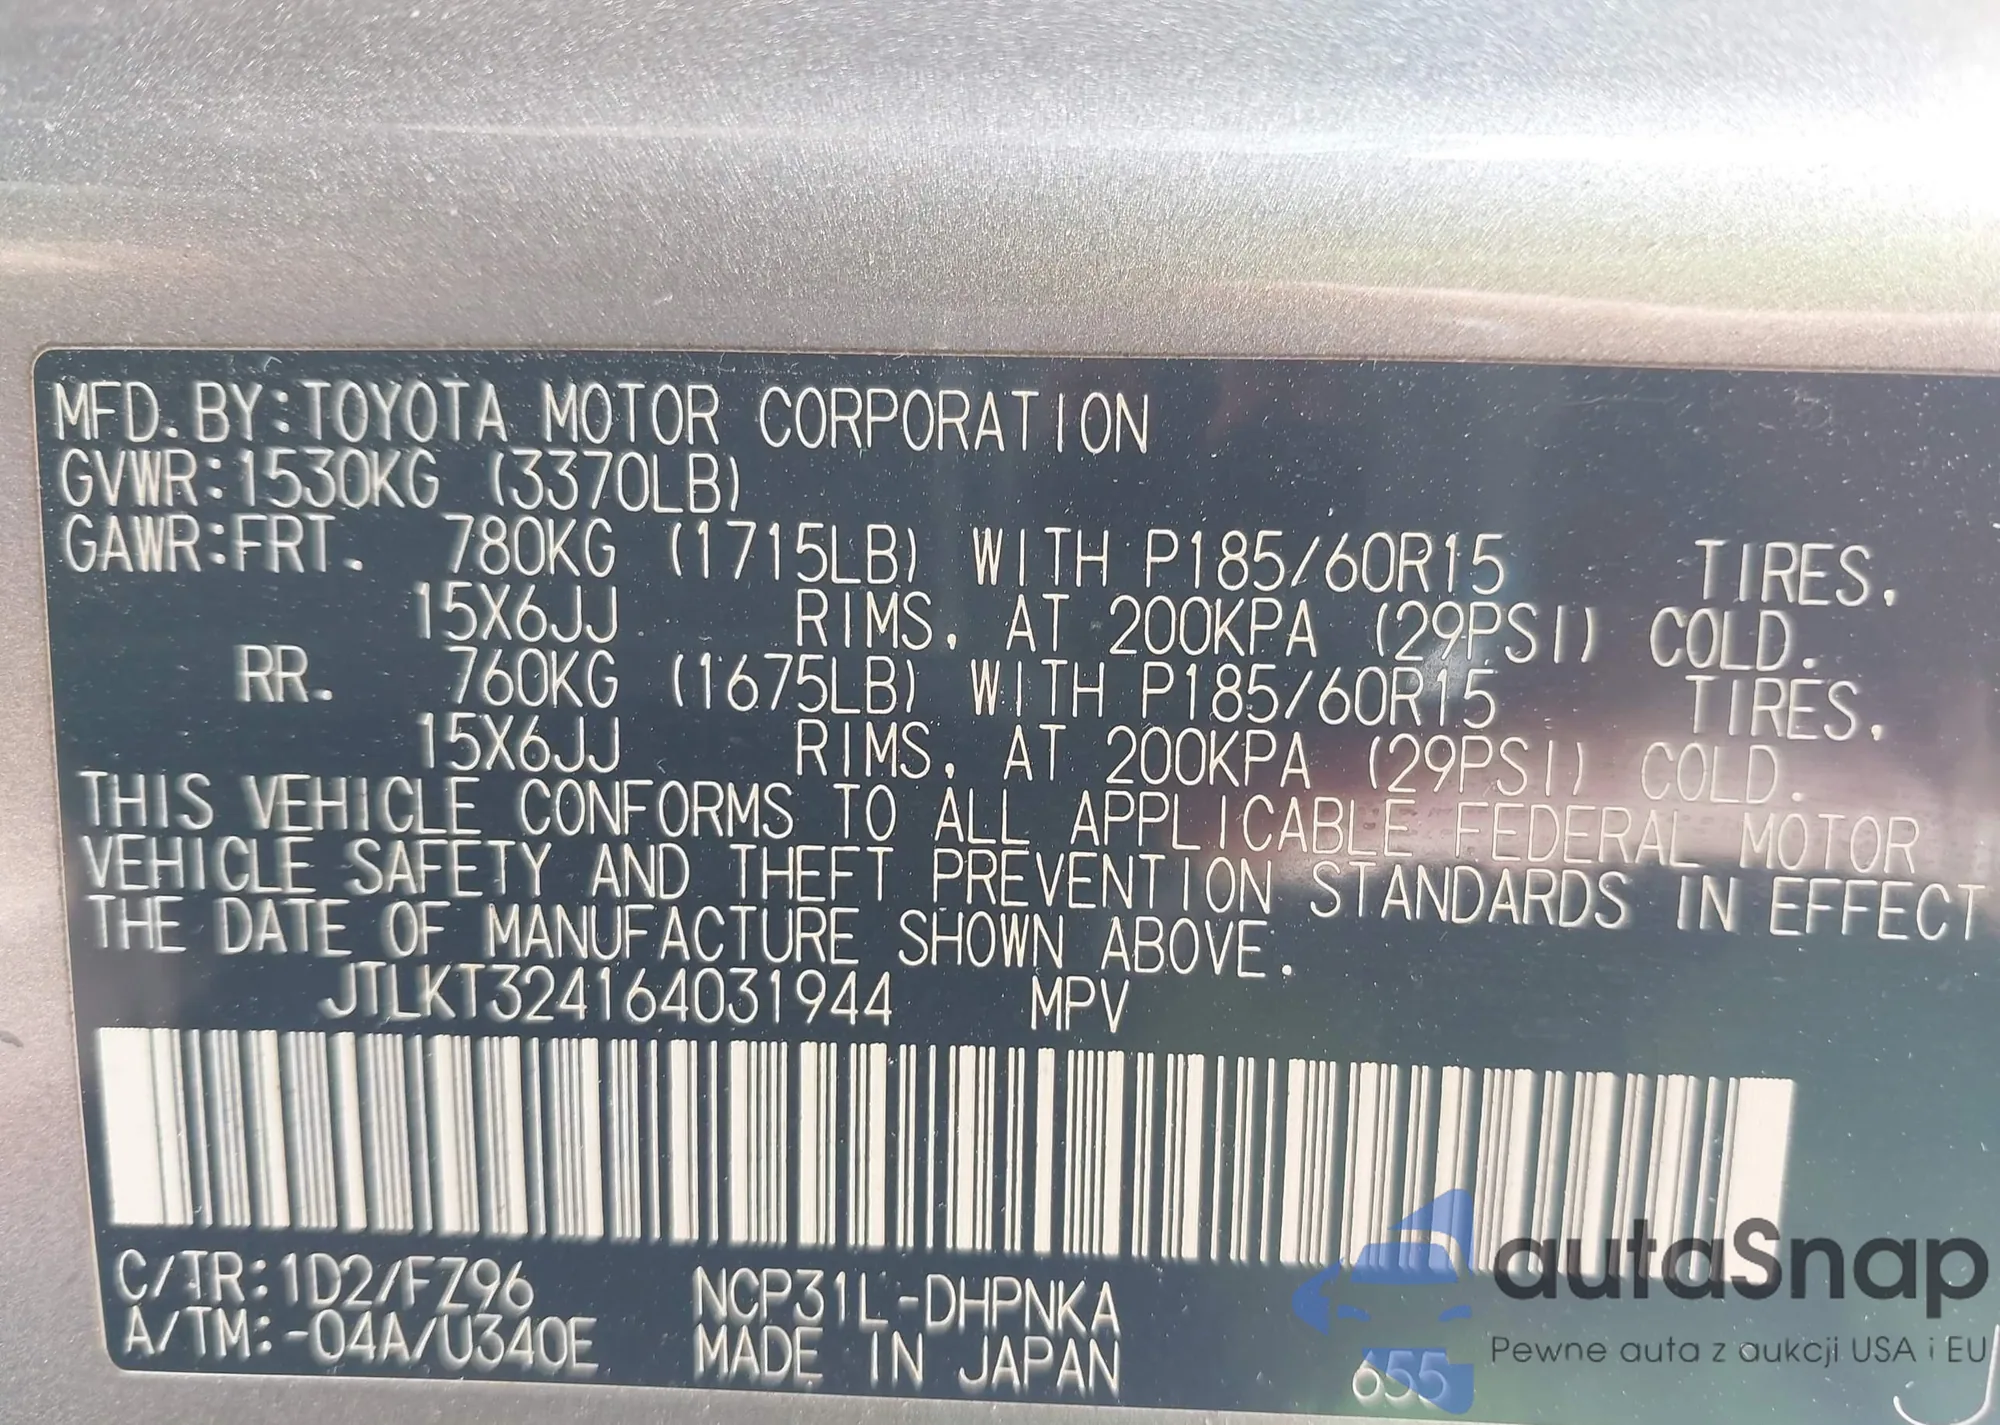 MFD. BY:TOYOTA MOTOR CORPORATION
GVWR:1530KG (3370LB)
GAWR:FRT. 780KG (1715LB) WITH P185/60R15 TIRES,
15X6JJ RIMS, AT 200KPA (29PSI) COLD.
RR. 760KG (1675LB) WITH P185/60R15 TIRES,
15X6JJ RIMS, AT 200KPA (29PSI) COLD.
THIS VEHICLE CONFORMS TO ALL APPLICABLE FEDERAL MOTOR
VEHICLE SAFETY AND THEFT PREVENTION STANDARDS IN EFFECT
THE DATE OF MANUFACTURE SHOWN ABOVE.
JTLKT324164031944 MPV
C/TR:1D2/FZ96 NCP31L-DHPNKA
A/TM:-04A/U340E MADE IN JAPAN 655
autaSnap
Pewne auta z aukcji USA i EU